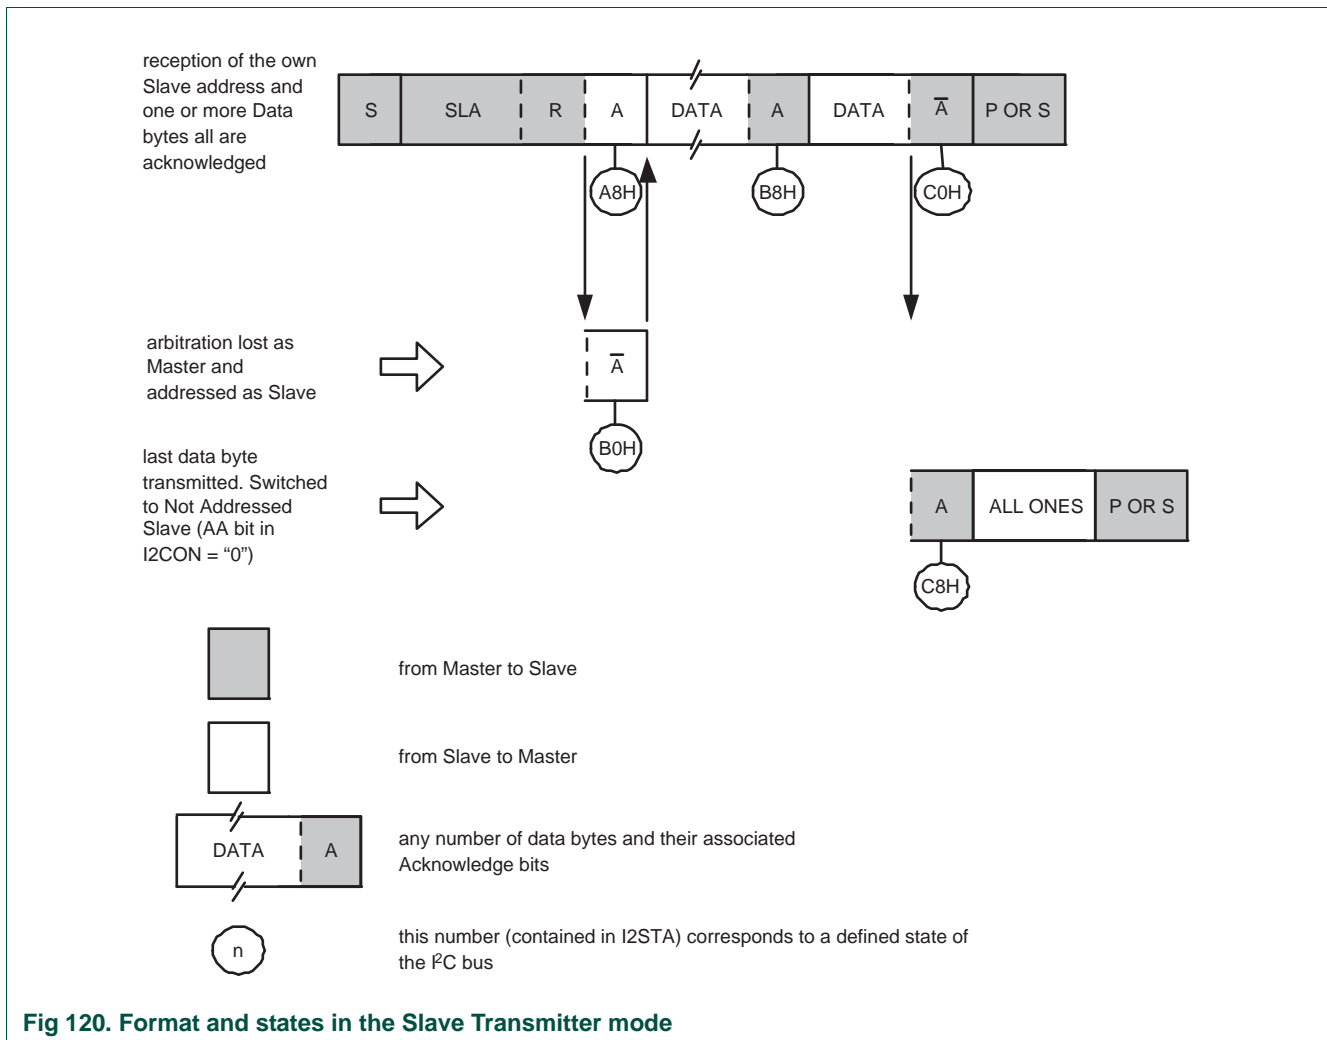 reception of the own
Slave address and
one or more Data
bytes all are
acknowledged
S SLA R A DATA A DATA A̅ P OR S
A8H B8H C0H
arbitration lost as
Master and
addressed as Slave
A̅
B0H
last data byte
transmitted. Switched
to Not Addressed
Slave (AA bit in
I2CON = “0”)
A ALL ONES P OR S
C8H
from Master to Slave
from Slave to Master
DATA A
any number of data bytes and their associated
Acknowledge bits
n
this number (contained in I2STA) corresponds to a defined state of
the I²C bus
Fig 120. Format and states in the Slave Transmitter mode